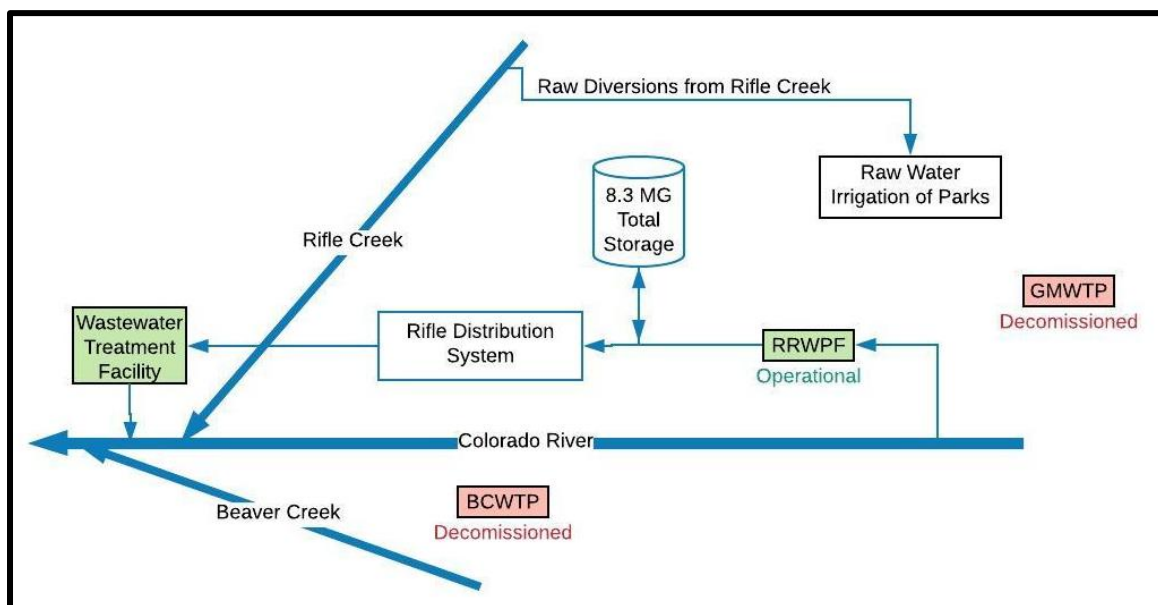 Raw Diversions from Rifle Creek
Raw Water
Irrigation of Parks
8.3 MG
Total
Storage
Rifle Creek
GMWTP
Decomissioned
Wastewater
Treatment
Facility
Rifle Distribution
System
RRWPF
Operational
Colorado River
BCWTP
Decomissioned
Beaver Creek